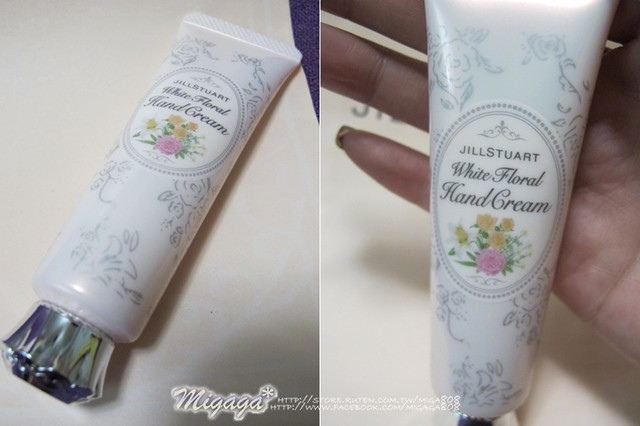 JILLSTUART
White Floral
Hand Cream
JILLSTUART
White Floral
Hand Cream
Migaga*
HTTP://STORE.RUTEN.COM.TW/MIGA808
HTTP://WWW.FACEBOOK.COM/MIGAGA808